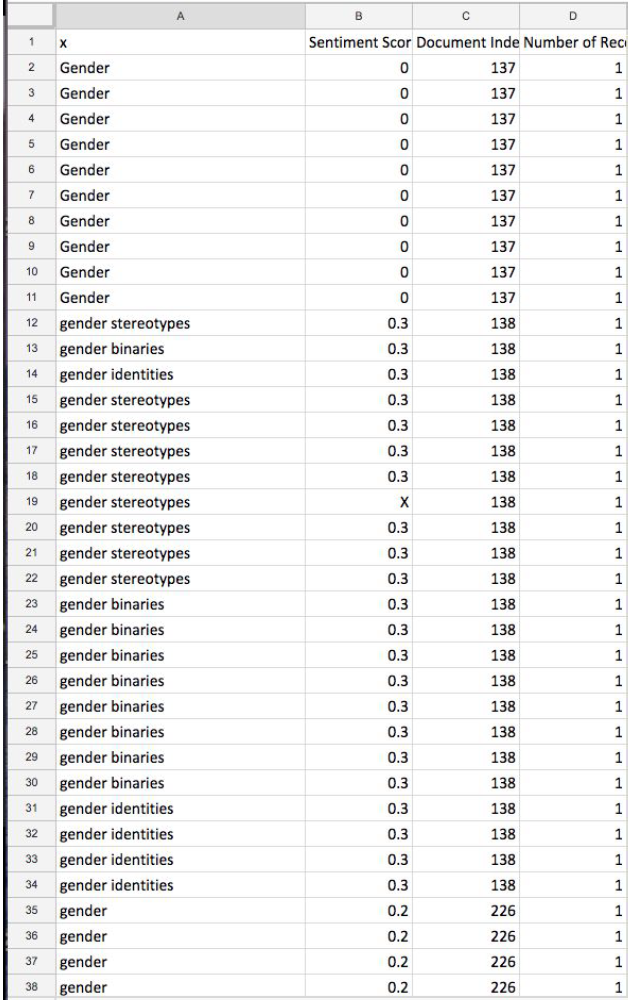 A B C D
1 x Sentiment Scor Document Inde Number of Rec
2 Gender 0 137 1
3 Gender 0 137 1
4 Gender 0 137 1
5 Gender 0 137 1
6 Gender 0 137 1
7 Gender 0 137 1
8 Gender 0 137 1
9 Gender 0 137 1
10 Gender 0 137 1
11 Gender 0 137 1
12 gender stereotypes 0.3 138 1
13 gender binaries 0.3 138 1
14 gender identities 0.3 138 1
15 gender stereotypes 0.3 138 1
16 gender stereotypes 0.3 138 1
17 gender stereotypes 0.3 138 1
18 gender stereotypes 0.3 138 1
19 gender stereotypes X 138 1
20 gender stereotypes 0.3 138 1
21 gender stereotypes 0.3 138 1
22 gender stereotypes 0.3 138 1
23 gender binaries 0.3 138 1
24 gender binaries 0.3 138 1
25 gender binaries 0.3 138 1
26 gender binaries 0.3 138 1
27 gender binaries 0.3 138 1
28 gender binaries 0.3 138 1
29 gender binaries 0.3 138 1
30 gender binaries 0.3 138 1
31 gender identities 0.3 138 1
32 gender identities 0.3 138 1
33 gender identities 0.3 138 1
34 gender identities 0.3 138 1
35 gender 0.2 226 1
36 gender 0.2 226 1
37 gender 0.2 226 1
38 gender 0.2 226 1